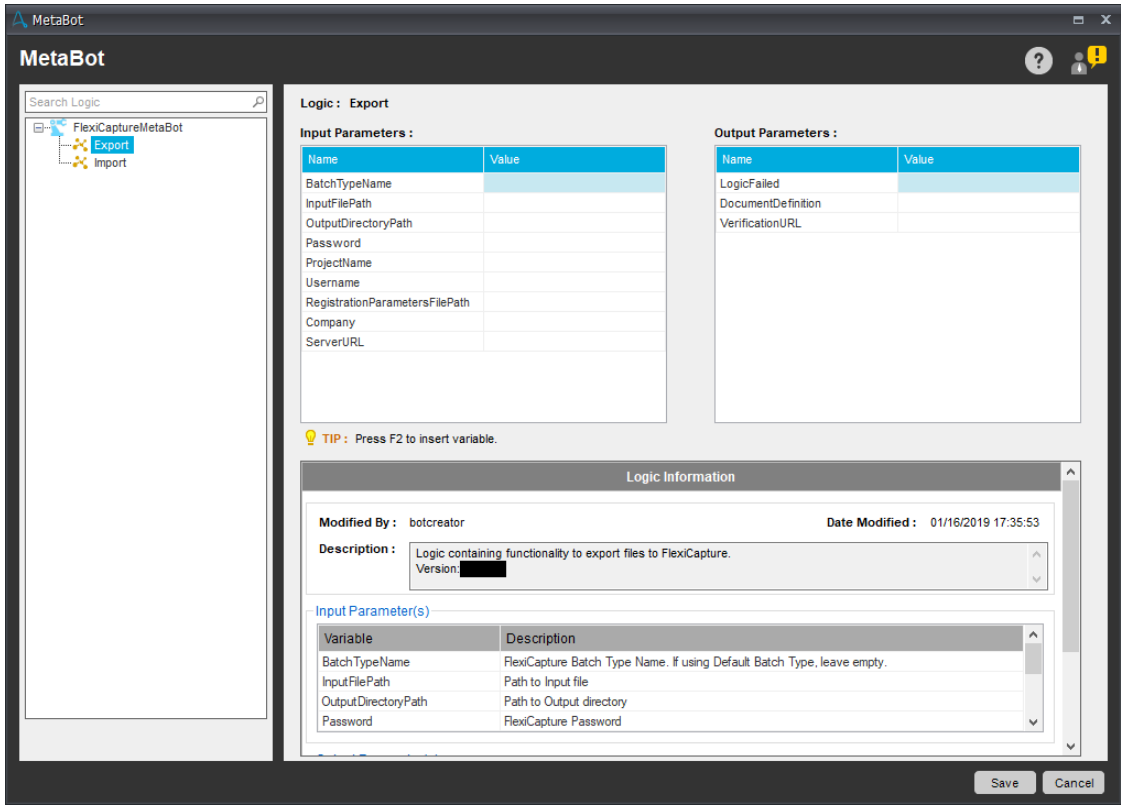 MetaBot
MetaBot
Search Logic
FlexiCaptureMetaBot
Export
Import
Logic : Export
Input Parameters :
Name Value
BatchTypeName
InputFilePath
OutputDirectoryPath
Password
ProjectName
Username
RegistrationParametersFilePath
Company
ServerURL
Output Parameters :
Name Value
LogicFailed
DocumentDefinition
VerificationURL
TIP : Press F2 to insert variable.
Logic Information
Modified By : botcreator Date Modified : 01/16/2019 17:35:53
Description : Logic containing functionality to export files to FlexiCapture.
Version:
Input Parameter(s)
Variable Description
BatchTypeName FlexiCapture Batch Type Name. If using Default Batch Type, leave empty.
InputFilePath Path to Input file
OutputDirectoryPath Path to Output directory
Password FlexiCapture Password
Save Cancel